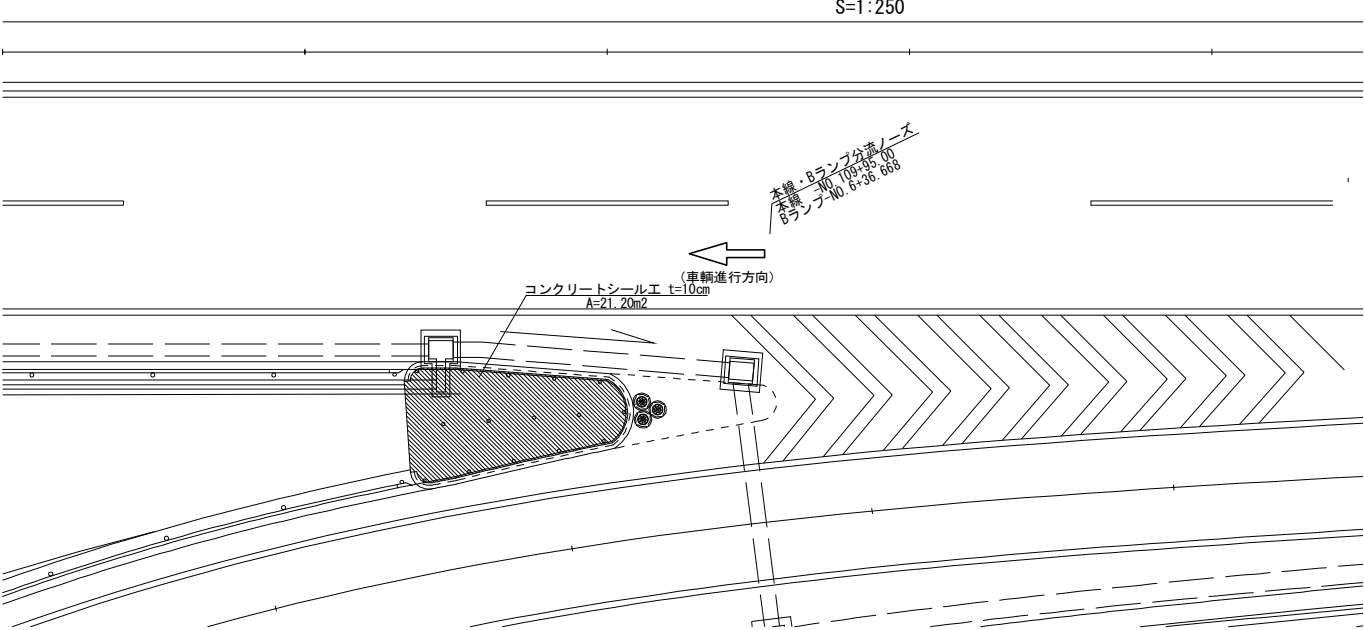 S=1:250
本線・Bランプ分流ノーズ
本線 -NO.109+95.00
Bランプ-NO.6+36.668
(車輌進行方向)
コンクリートシール工 t=10cm
A=21.20m2